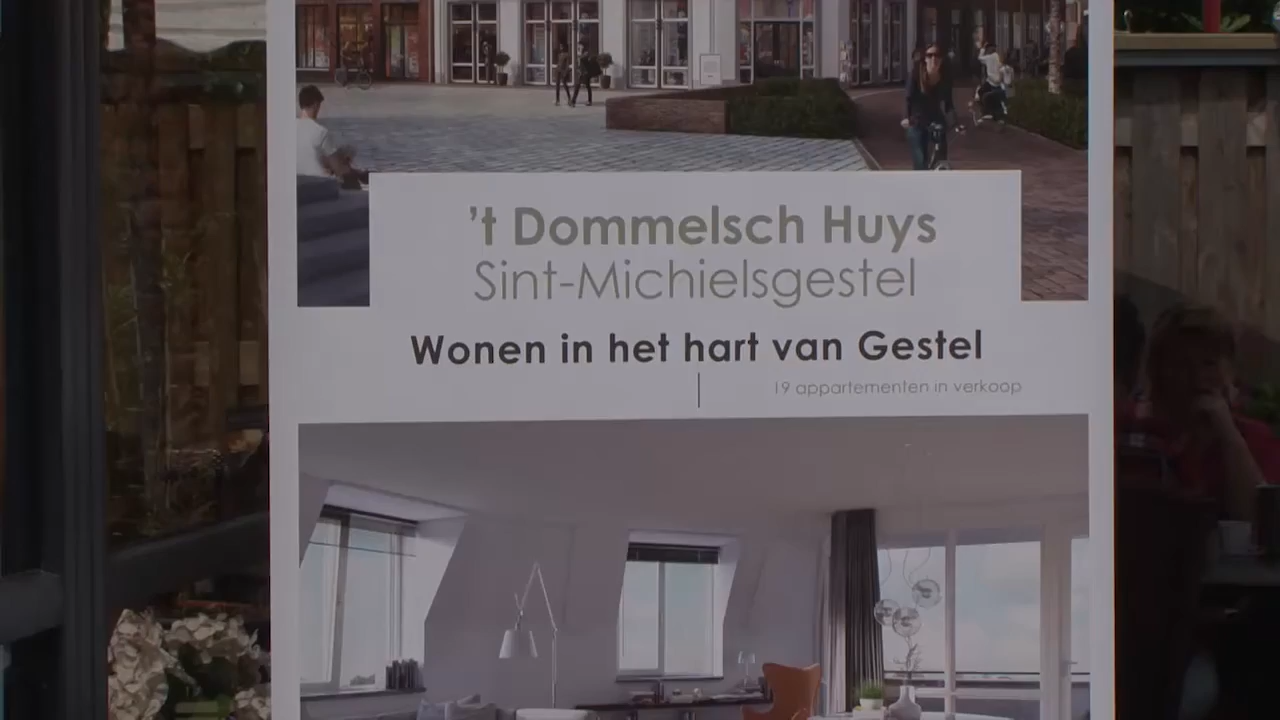 't Dommelsch Huys
Sint-Michielsgestel
Wonen in het hart van Gestel
19 appartementen in verkoop